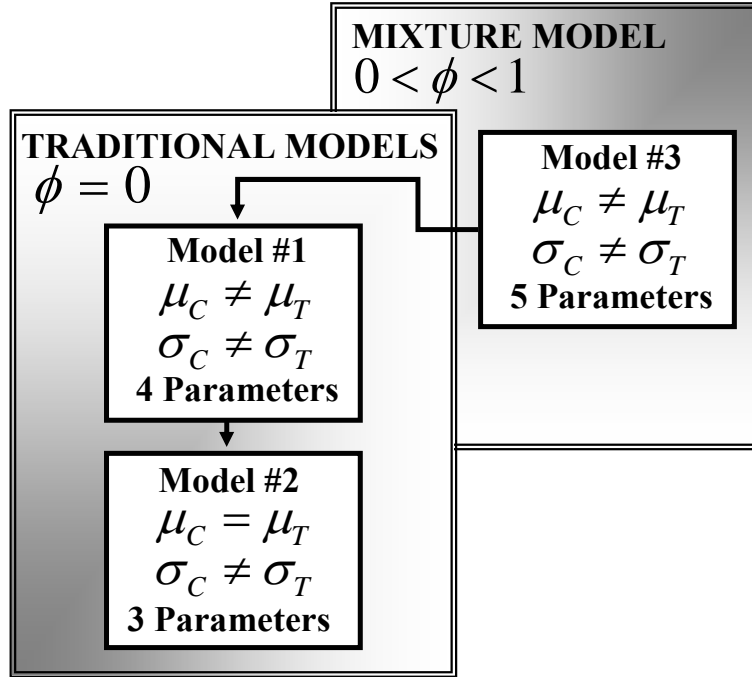 MIXTURE MODEL
0 < ϕ < 1
Model #3
μ_C ≠ μ_T
σ_C ≠ σ_T
5 Parameters
TRADITIONAL MODELS
ϕ = 0
Model #1
μ_C ≠ μ_T
σ_C ≠ σ_T
4 Parameters
Model #2
μ_C = μ_T
σ_C ≠ σ_T
3 Parameters